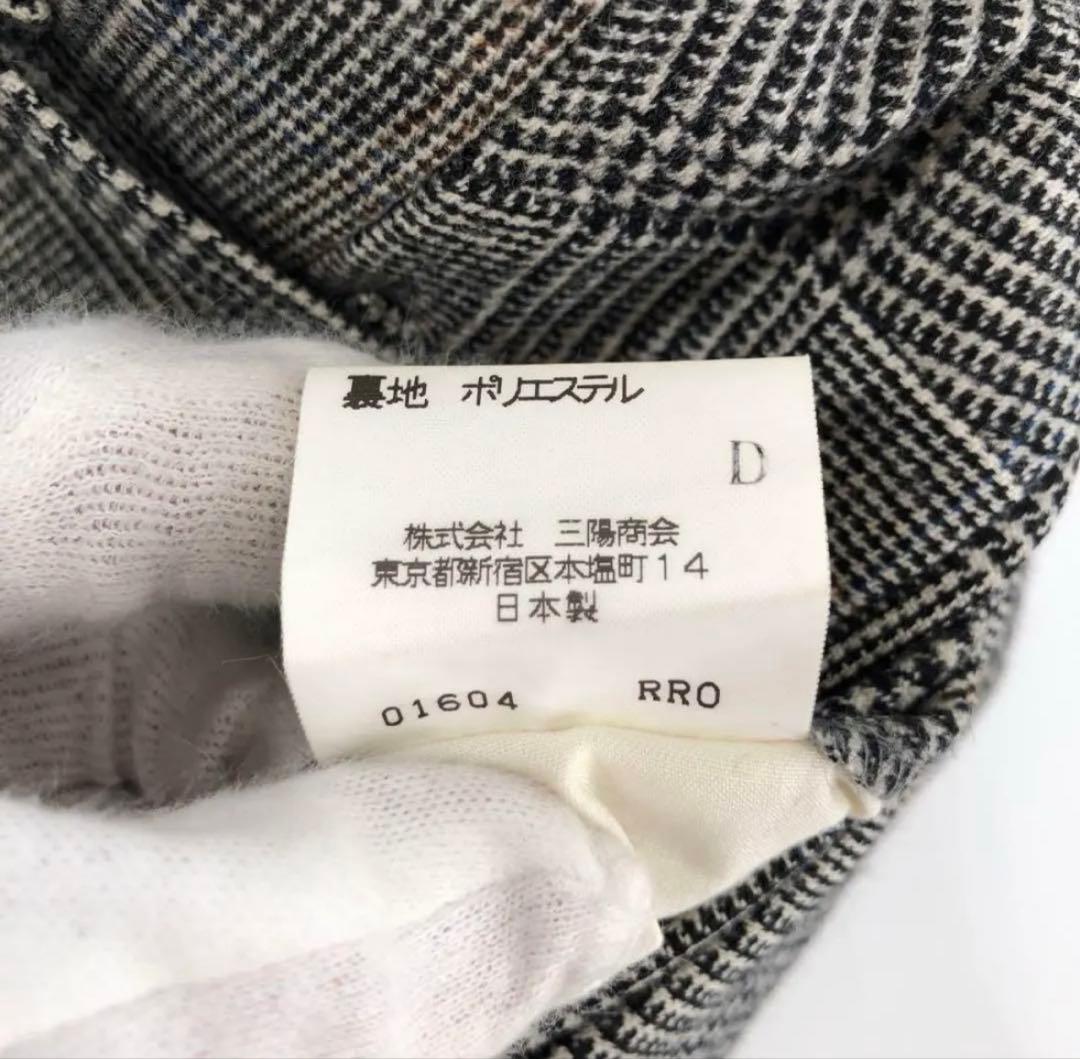 裏地 ポリエステル
D
株式会社 三陽商会
東京都新宿区本塩町14
日本製
01604 RRO